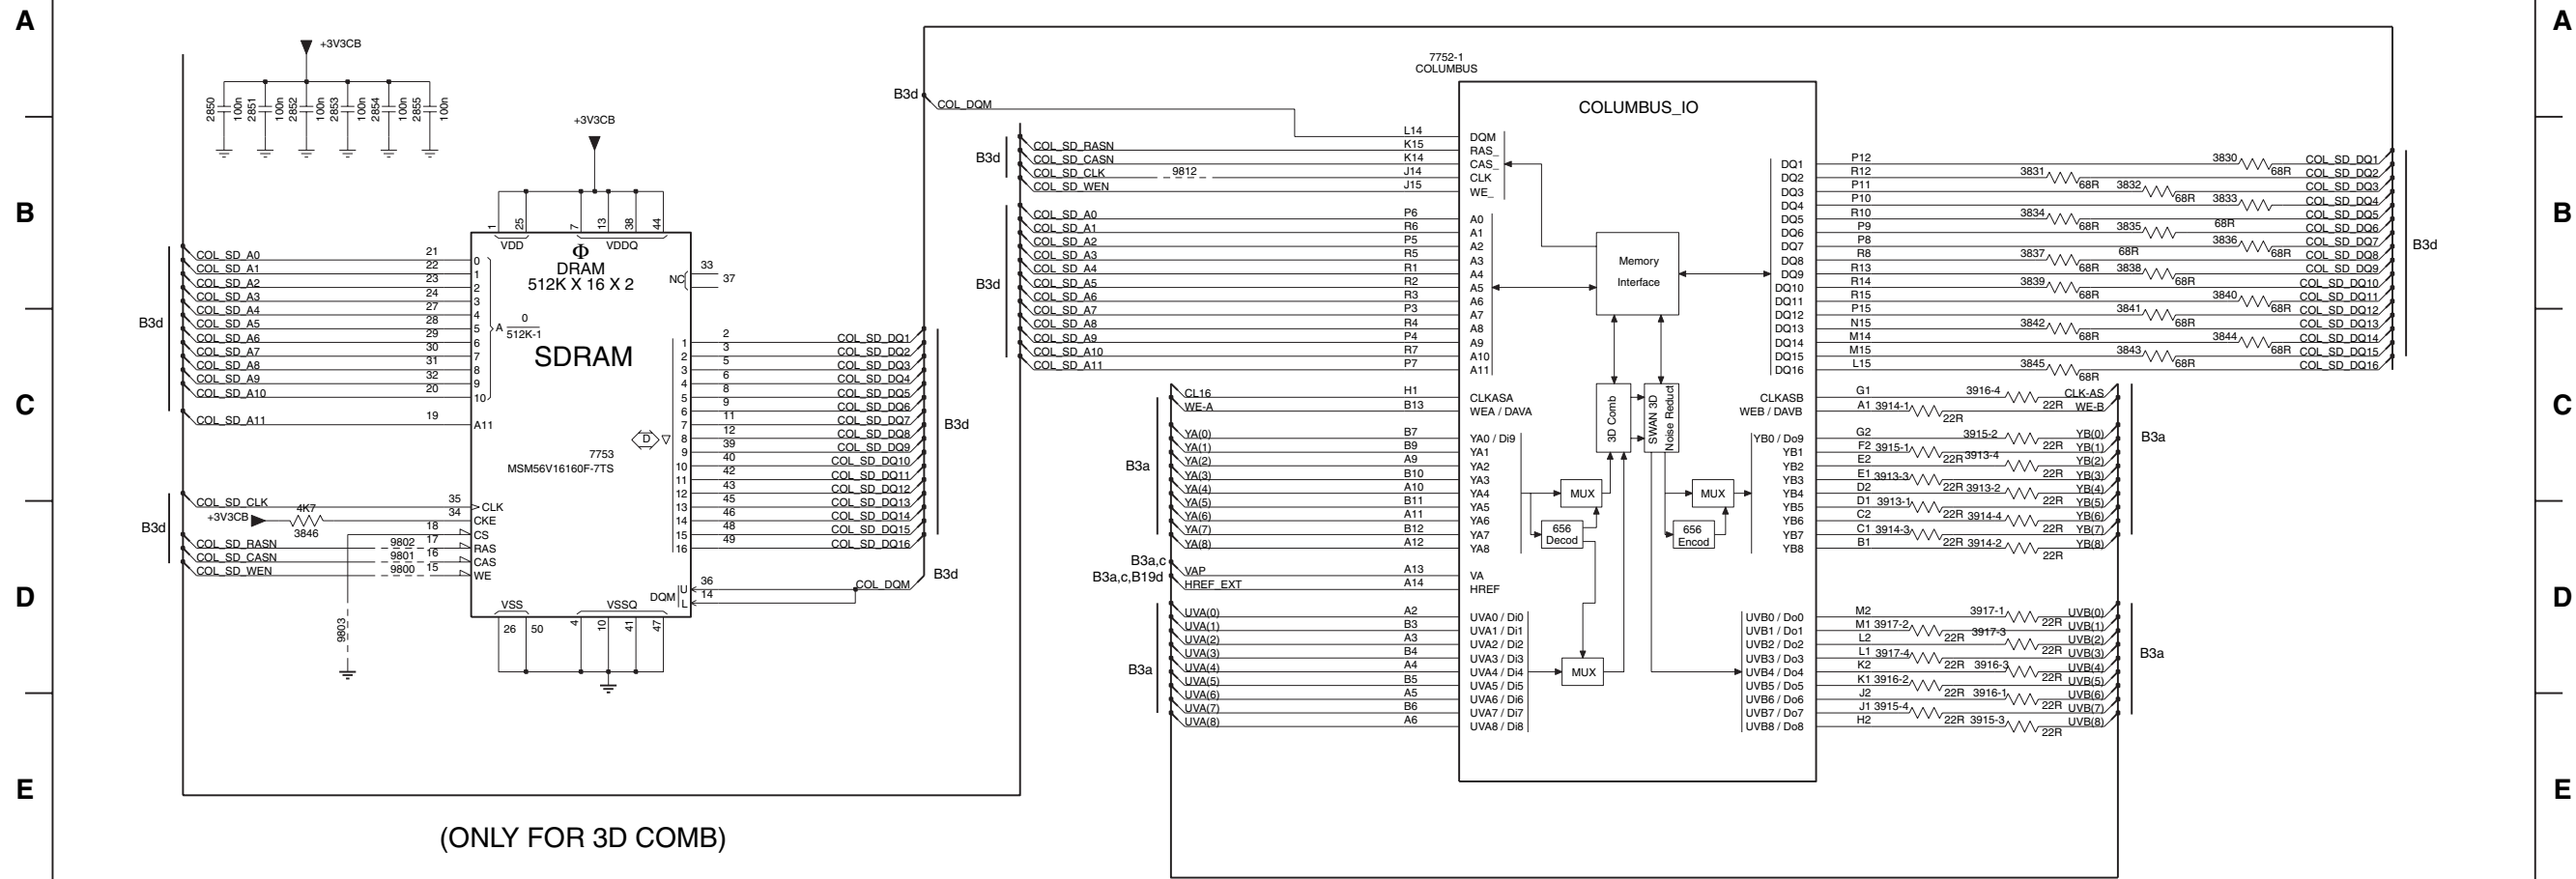 A
A
B
B
C
C
D
D
E
E
+3V3CB
2850 100n
2851 100n
2852 100n
2853 100n
2854 100n
2855 100n
+3V3CB
1 25 7 13 38 44
VDD VDDQ
Φ
DRAM
512K X 16 X 2
NC 33 37
A 0
512K-1
SDRAM
7753
MSM56V16160F-7TS
D
B3d
COL_SD_A0 21 0
COL_SD_A1 22 1
COL_SD_A2 23 2
COL_SD_A3 24 3
COL_SD_A4 27 4
COL_SD_A5 28 5
COL_SD_A6 29 6
COL_SD_A7 30 7
COL_SD_A8 31 8
COL_SD_A9 32 9
COL_SD_A10 20 10
COL_SD_A11 19 A11
B3d
COL_SD_CLK 35 CLK
+3V3CB 4K7 3846 34 CKE
18 CS
COL_SD_RASN 9802 17 RAS
COL_SD_CASN 9801 16 CAS
COL_SD_WEN 9800 15 WE
9803
VSS VSSQ
26 50 4 10 41 47
1 2 COL_SD_DQ1
2 3 COL_SD_DQ2
3 5 COL_SD_DQ3
4 6 COL_SD_DQ4
5 8 COL_SD_DQ5
6 9 COL_SD_DQ6
7 11 COL_SD_DQ7
8 12 COL_SD_DQ8
9 39 COL_SD_DQ9
10 40 COL_SD_DQ10
11 42 COL_SD_DQ11
12 43 COL_SD_DQ12
13 45 COL_SD_DQ13
14 46 COL_SD_DQ14
15 48 COL_SD_DQ15
16 49 COL_SD_DQ16
B3d
DQM U 36 COL_DQM
L 14
B3d
(ONLY FOR 3D COMB)
7752-1
COLUMBUS
COLUMBUS_IO
B3d
COL_DQM L14 DQM
B3d
COL_SD_RASN K15 RAS_
COL_SD_CASN K14 CAS_
COL_SD_CLK 9812 J14 CLK
COL_SD_WEN J15 WE_
B3d
COL_SD_A0 P6 A0
COL_SD_A1 R6 A1
COL_SD_A2 P5 A2
COL_SD_A3 R5 A3
COL_SD_A4 R1 A4
COL_SD_A5 R2 A5
COL_SD_A6 R3 A6
COL_SD_A7 P3 A7
COL_SD_A8 R4 A8
COL_SD_A9 P4 A9
COL_SD_A10 R7 A10
COL_SD_A11 P7 A11
CL16 H1 CLKASA
WE-A B13 WEA / DAVA
B3a
YA(0) B7 YA0 / Di9
YA(1) B9 YA1
YA(2) A9 YA2
YA(3) B10 YA3
YA(4) A10 YA4
YA(5) B11 YA5
YA(6) A11 YA6
YA(7) B12 YA7
YA(8) A12 YA8
B3a,c
VAP A13 VA
B3a,c,B19d
HREF_EXT A14 HREF
B3a
UVA(0) A2 UVA0 / Di0
UVA(1) B3 UVA1 / Di1
UVA(2) A3 UVA2 / Di2
UVA(3) B4 UVA3 / Di3
UVA(4) A4 UVA4 / Di4
UVA(5) B5 UVA5 / Di5
UVA(6) A5 UVA6 / Di6
UVA(7) B6 UVA7 / Di7
UVA(8) A6 UVA8 / Di8
Memory
Interface
3D Comb
SWAN 3D
Noise Reduct
MUX
MUX
656
Decod
656
Encod
MUX
DQ1 P12 3830 68R COL_SD_DQ1
DQ2 R12 3831 68R COL_SD_DQ2
DQ3 P11 3832 68R COL_SD_DQ3
DQ4 P10 3833 68R COL_SD_DQ4
DQ5 R10 3834 68R COL_SD_DQ5
DQ6 P9 3835 68R COL_SD_DQ6
DQ7 P8 3836 68R COL_SD_DQ7
DQ8 R8 3837 68R COL_SD_DQ8
DQ9 R13 3838 68R COL_SD_DQ9
DQ10 R14 3839 68R COL_SD_DQ10
DQ11 R15 3840 68R COL_SD_DQ11
DQ12 P15 3841 68R COL_SD_DQ12
DQ13 N15 3842 68R COL_SD_DQ13
DQ14 M14 3844 68R COL_SD_DQ14
DQ15 M15 3843 68R COL_SD_DQ15
DQ16 L15 3845 68R COL_SD_DQ16
B3d
CLKASB G1 3916-4 22R CLK-AS
WEB / DAVB A1 3914-1 22R WE-B
B3a
YB0 / Do9 G2 3915-2 22R YB(0)
YB1 F2 3915-1 22R YB(1)
YB2 E2 3913-4 22R YB(2)
YB3 E1 3913-3 22R YB(3)
YB4 D2 3913-2 22R YB(4)
YB5 D1 3913-1 22R YB(5)
YB6 C2 3914-4 22R YB(6)
YB7 C1 3914-3 22R YB(7)
YB8 B1 3914-2 22R YB(8)
UVB0 / Do0 M2 3917-1 22R UVB(0)
UVB1 / Do1 M1 3917-2 22R UVB(1)
UVB2 / Do2 L2 3917-3 22R UVB(2)
UVB3 / Do3 L1 3917-4 22R UVB(3)
UVB4 / Do4 K2 3916-3 22R UVB(4)
UVB5 / Do5 K1 3916-2 22R UVB(5)
UVB6 / Do6 J2 3916-1 22R UVB(6)
UVB7 / Do7 J1 3915-4 22R UVB(7)
UVB8 / Do8 H2 3915-3 22R UVB(8)
B3a